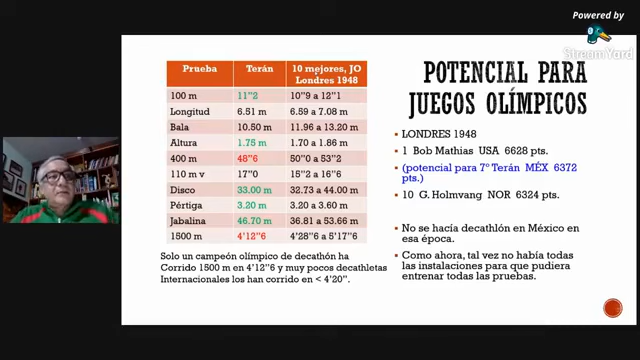 Powered by
StreamYard
POTENCIAL PARA
JUEGOS OLÍMPICOS
Prueba Terán 10 mejores, JO
Londres 1948
100 m 11”2 10”9 a 12”1
Longitud 6.51 m 6.59 a 7.08 m
Bala 10.50 m 11.96 a 13.20 m
Altura 1.75 m 1.70 a 1.86 m
400 m 48”6 50”0 a 53”2
110 m v 17”0 15”2 a 16”6
Disco 33.00 m 32.73 a 44.00 m
Pértiga 3.20 m 3.20 a 3.60 m
Jabalina 46.70 m 36.81 a 53.66 m
1500 m 4’12”6 4’28”6 a 5’17”6
Solo un campeón olímpico de decathón ha
Corrido 1500 m en 4’12”6 y muy pocos decathletas
Internacionales los han corrido en < 4’20”.
LONDRES 1948
1 Bob Mathias USA 6628 pts.
(potencial para 7° Terán MÉX 6372
pts.)
10 G. Holmvang NOR 6324 pts.
No se hacía decathlón en México en
esa época.
Como ahora, tal vez no había todas
las instalaciones para que pudiera
entrenar todas las pruebas.